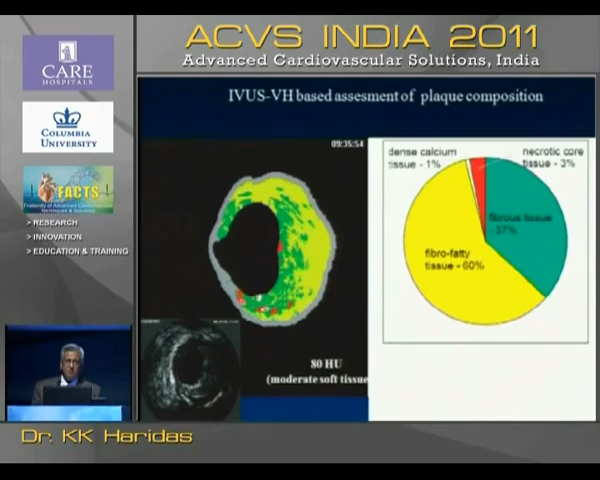 ACVS INDIA 2011
Advanced Cardiovascular Solutions, India
CARE
HOSPITALS
COLUMBIA
UNIVERSITY
FACTS
> RESEARCH
> INNOVATION
> EDUCATION & TRAINING
IVUS-VH based assesment of plaque composition
09:35:54
dense calcium
tissue - 1%
necrotic core
tissue - 3%
fibrous tissue
- 37%
fibro-fatty
tissue - 60%
80 HU
(moderate soft tissue
Dr. KK Haridas